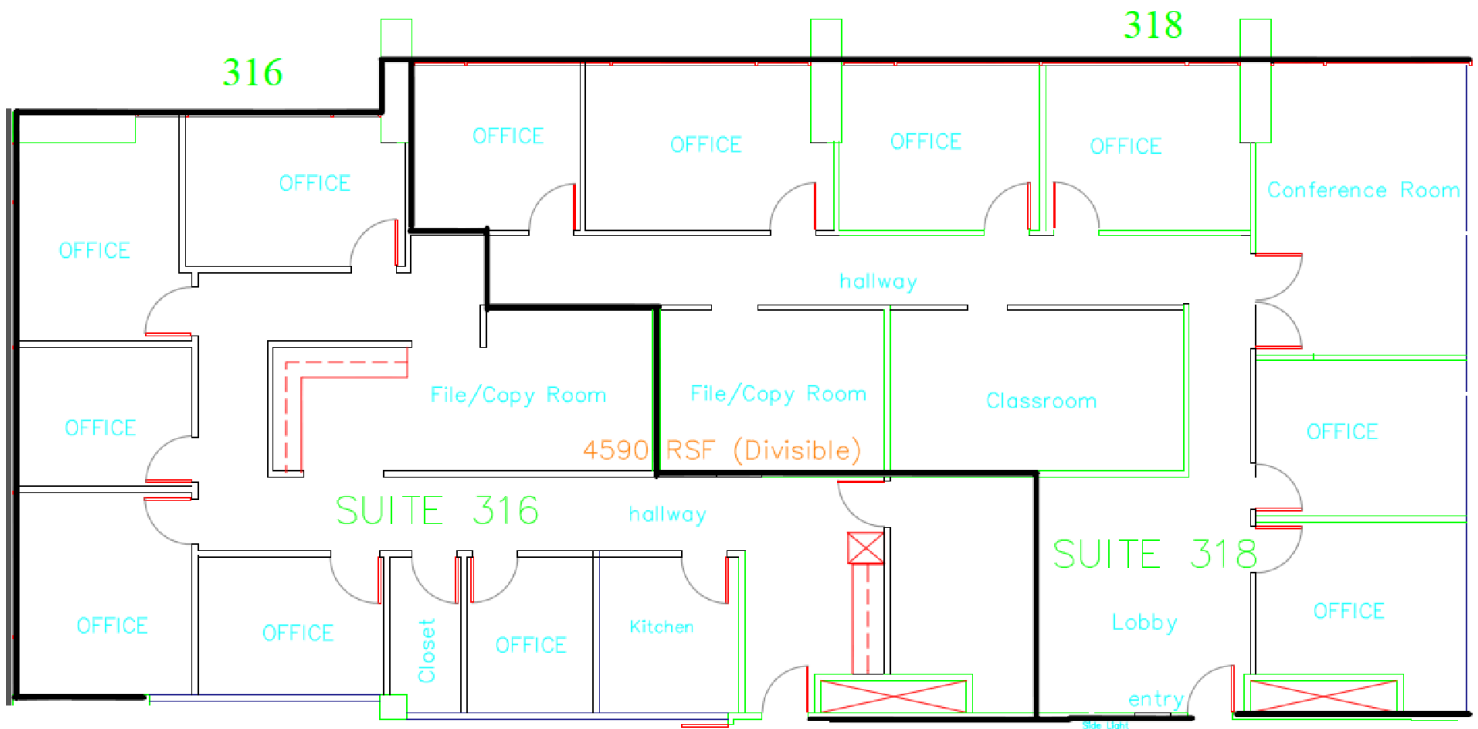 318
316
OFFICE
OFFICE
OFFICE
OFFICE
OFFICE
Conference Room
OFFICE
hallway
File/Copy Room
File/Copy Room
Classroom
OFFICE
OFFICE
4590 RSF (Divisible)
SUITE 316
hallway
SUITE 318
OFFICE
OFFICE
OFFICE
Closet
OFFICE
Kitchen
Lobby
entry
Side Light